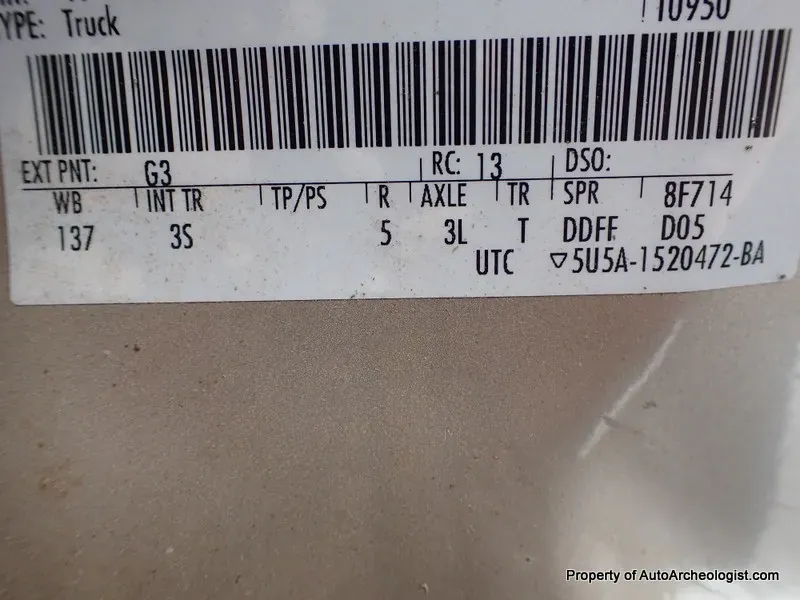 TYPE: Truck
10950
EXT PNT: G3 RC: 13 DSO:
WB INT TR TP/PS R AXLE TR SPR 8F714
137 3S 5 3L T DDFF D05
UTC ▽5U5A-1520472-BA
Property of AutoArcheologist.com